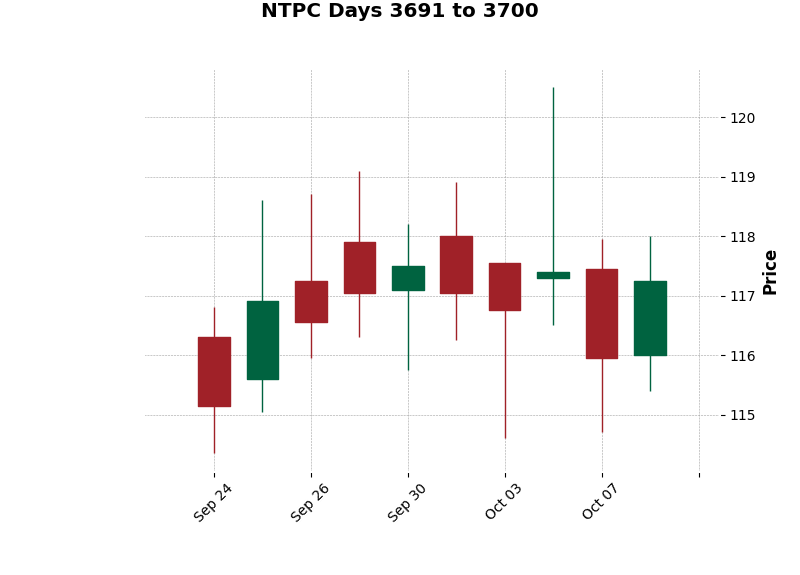 NTPC Days 3691 to 3700
120
119
118
117
116
115
Price
Sep 24
Sep 26
Sep 30
Oct 03
Oct 07